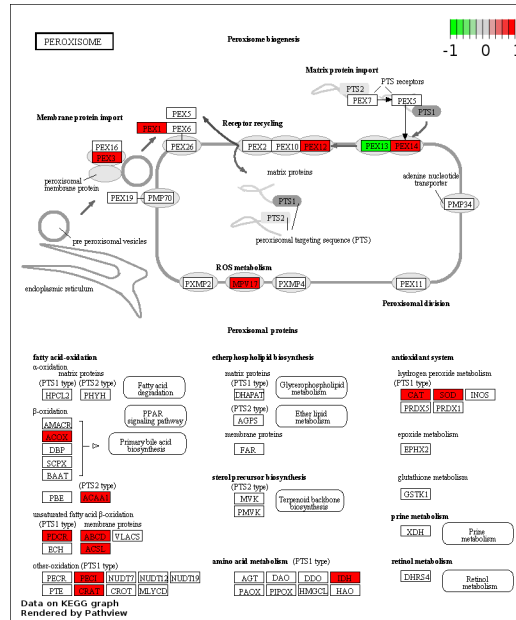 PEROXISOME
Peroxisome biogenesis
-1 0 1
Matrix protein import
PTS2 PTS receptors
PEX7 PEX5
PTS1
Membrane protein import
PEX5
PEX1 PEX6
Receptor recycling
PEX16
PEX3
PEX26
PEX2 PEX10 PEX12
PEX13 PEX14
peroxisomal
membrane protein
matrix proteins
adenine nucleotide
transporter
PEX19 PMP70
PTS1
PTS2
PMP34
pre peroxisomal vesicles
peroxisomal targeting sequence (PTS)
endoplasmic reticulum
ROS metabolism
PXMP2 MPV17 PXMP4 PEX11
Peroxisomal division
Peroxisomal proteins
fatty acid-oxidation
α-oxidation
matrix proteins
(PTS1 type) (PTS2 type)
HPCL2 PHYH
Fatty acid
degradation
β-oxidation
AMACR
ACOX
DBP
SCPX
BAAT
PPAR
signaling pathway
Primary bile acid
biosynthesis
(PTS2 type)
PBE ACAA1
unsaturated fatty acid β-oxidation
(PTS1 type) membrane proteins
PDCR ABCD VLACS
ECH ACSL
other-oxidation (PTS1 type)
PECR PECI NUDT7 NUDT12 NUDT19
PTE CRAT CROT MLYCD
etherphospholipid biosynthesis
matrix proteins
(PTS1 type)
DHAPAT
Glycerophospholipid
metabolism
(PTS2 type)
AGPS
Ether lipid
metabolism
membrane proteins
FAR
sterol precursor biosynthesis
(PTS2 type)
MVK
PMVK
Terpenoid backbone
biosynthesis
amino acid metabolism (PTS1 type)
AGT DAO DDO IDH
PAOX PIPOX HMGCL HAO
antioxidant system
hydrogen peroxide metabolism
(PTS1 type)
CAT SOD INOS
PRDX5 PRDX1
epoxide metabolism
EPHX2
glutathione metabolism
GSTK1
prine metabolism
XDH
Prine
metabolism
retinol metabolism
DHRS4
Retinol
metabolism
Data on KEGG graph
Rendered by Pathview